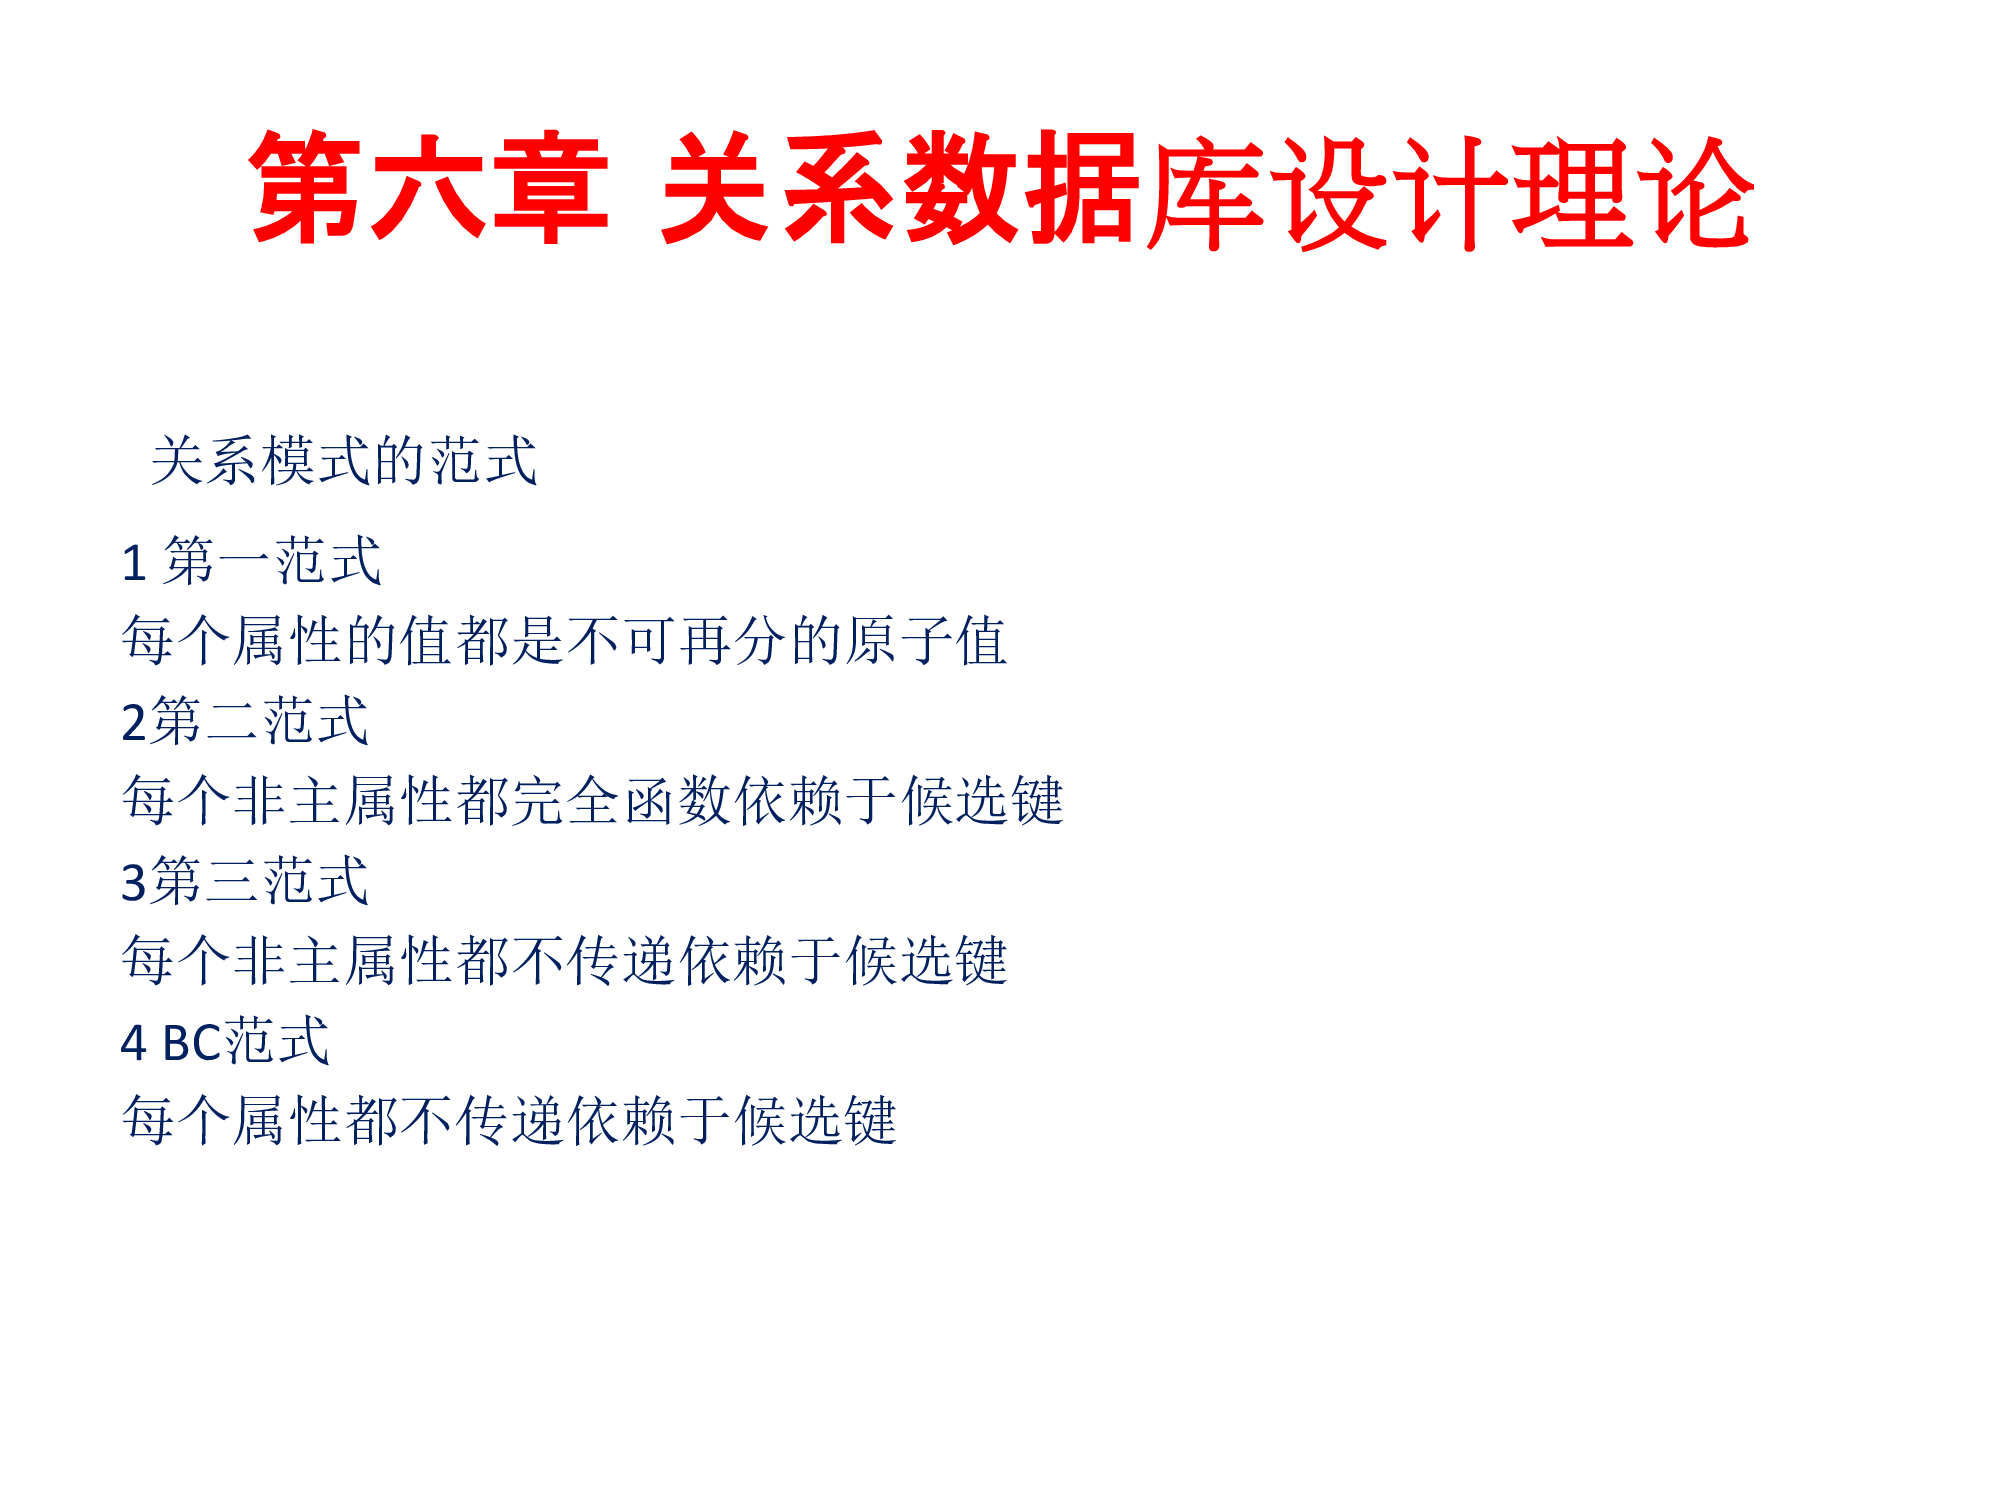 第六章 关系数据库设计理论
关系模式的范式
1 第一范式
每个属性的值都是不可再分的原子值
2第二范式
每个非主属性都完全函数依赖于候选键
3第三范式
每个非主属性都不传递依赖于候选键
4 BC范式
每个属性都不传递依赖于候选键